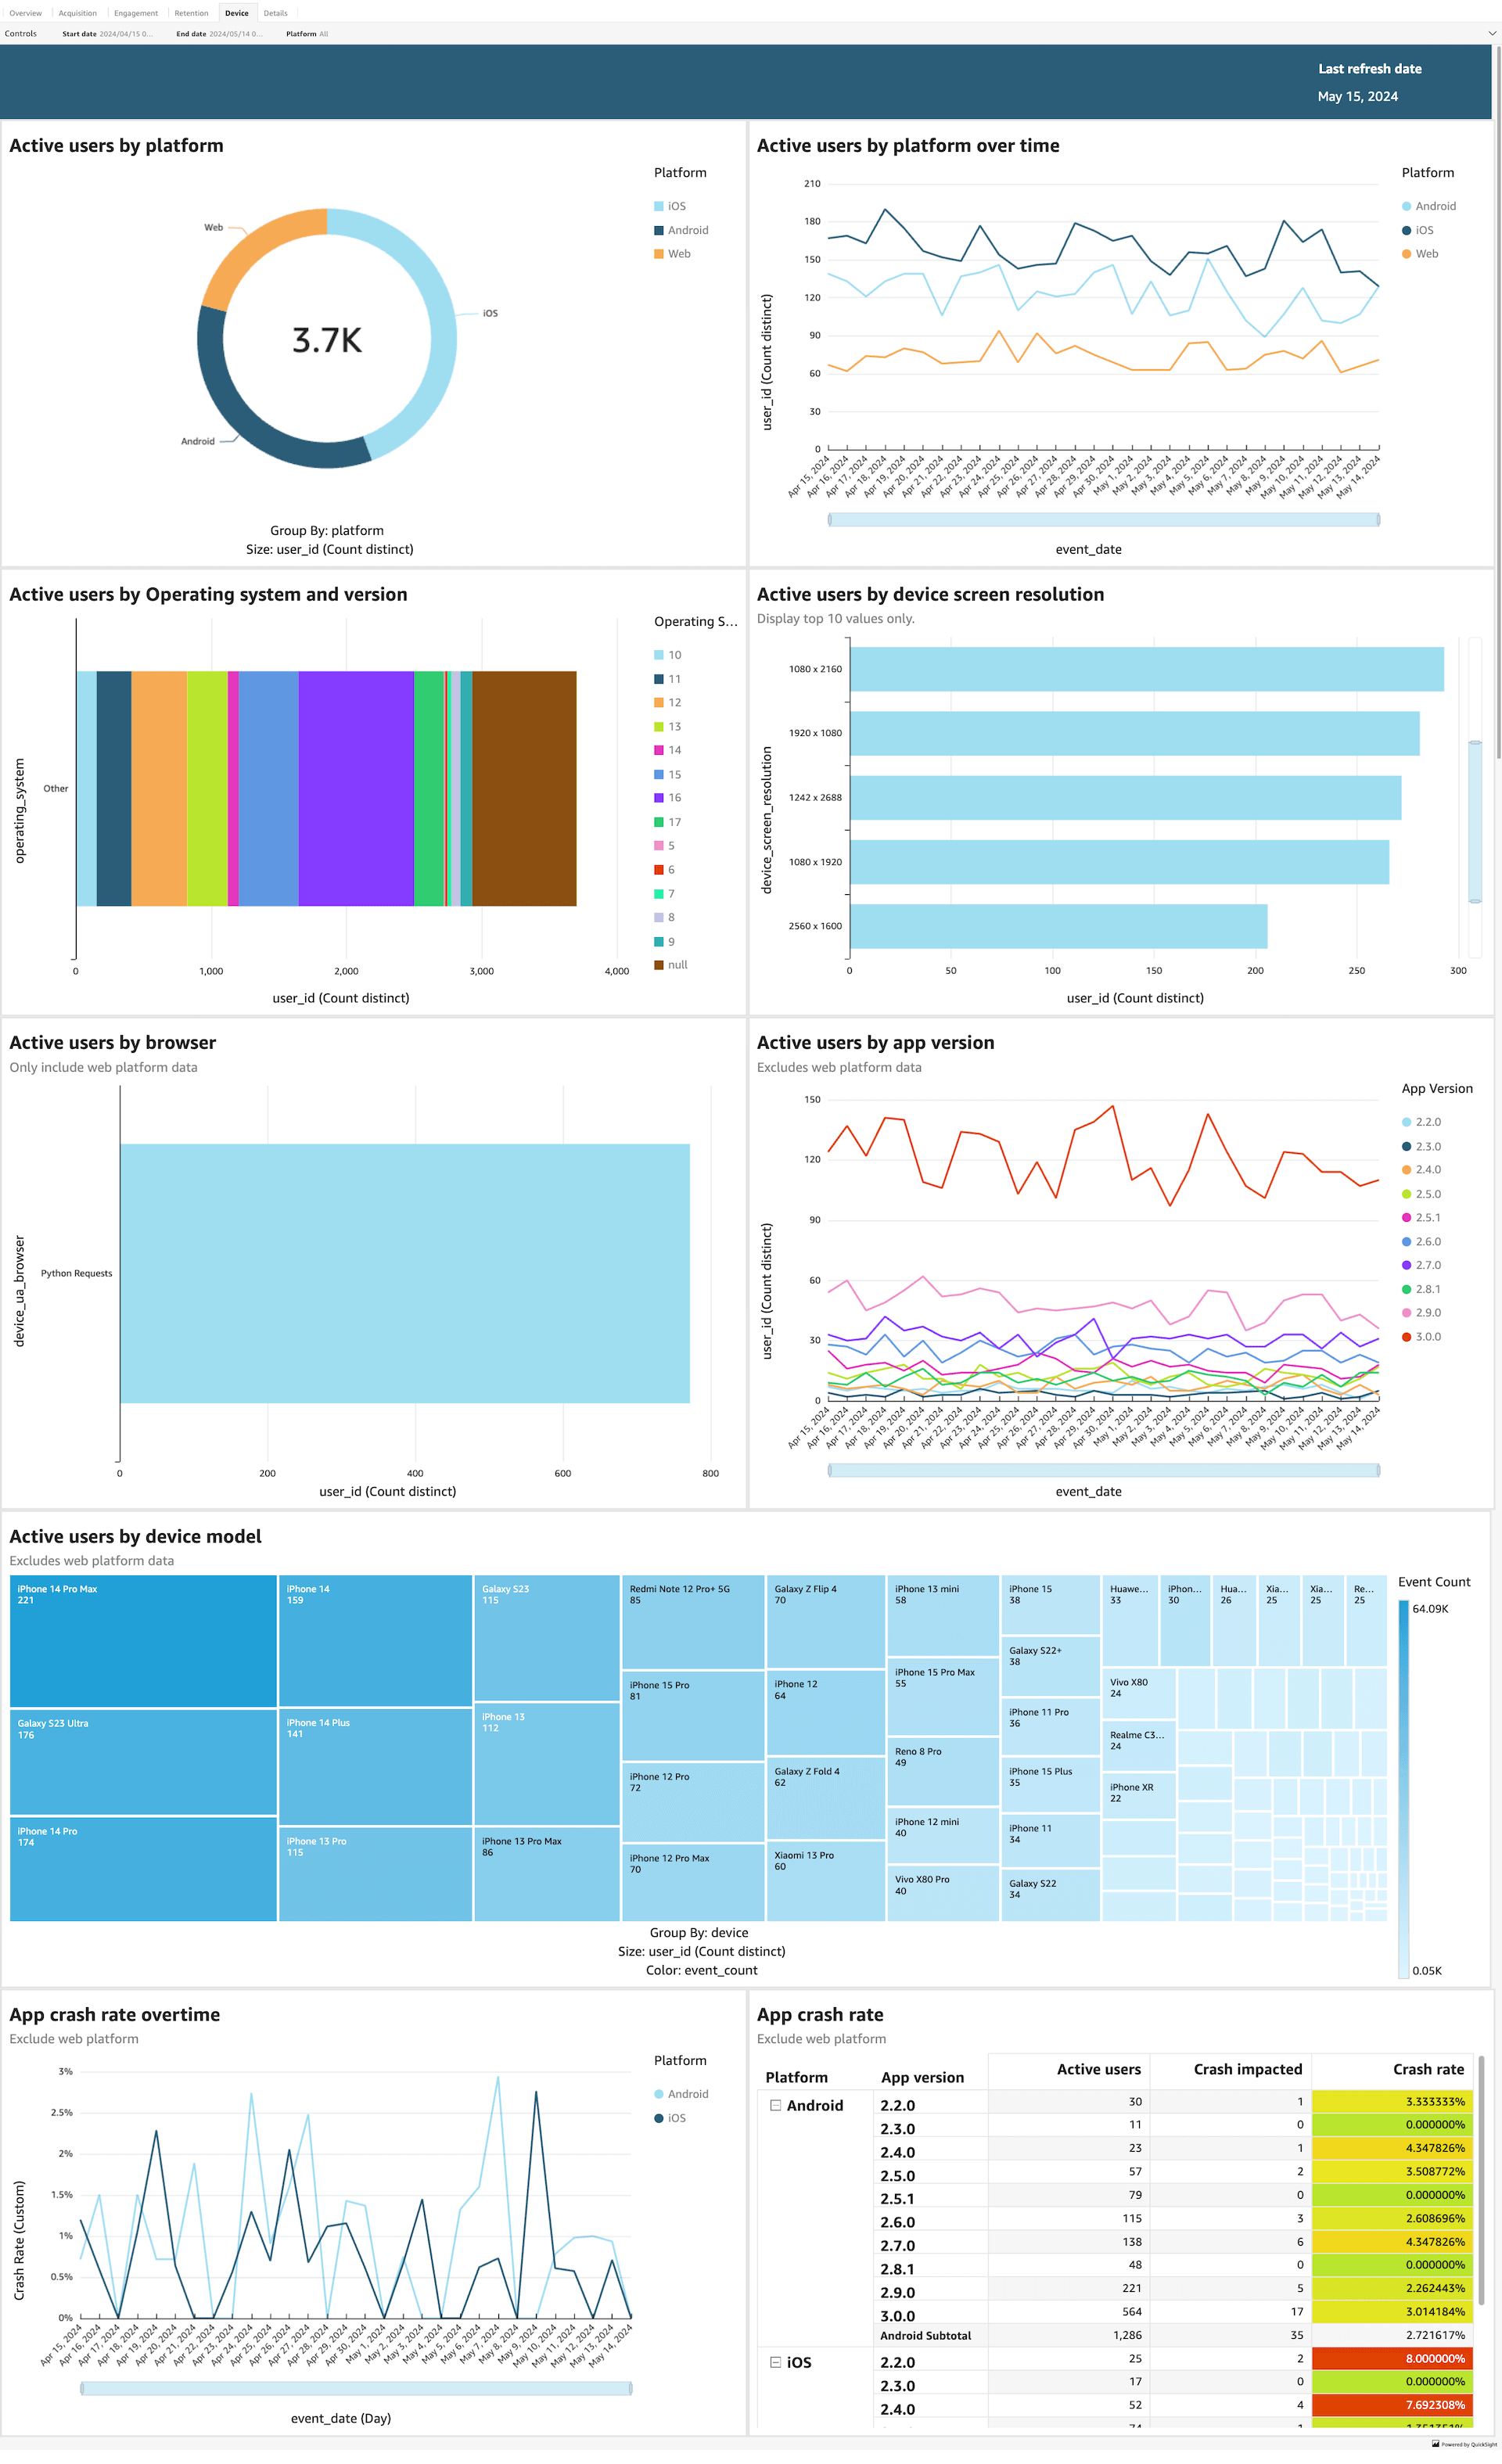 Overview Acquisition Engagement Retention Device Details
Controls Start date 2024/04/15 0... End date 2024/05/14 0... Platform All
Last refresh date
May 15, 2024
Active users by platform
Platform
iOS
Android
Web
Web
iOS
3.7K
Android
Group By: platform
Size: user_id (Count distinct)
Active users by platform over time
Platform
Android
iOS
Web
user_id (Count distinct)
210
180
150
120
90
60
30
0
Apr 15, 2024
Apr 16, 2024
Apr 17, 2024
Apr 18, 2024
Apr 19, 2024
Apr 20, 2024
Apr 21, 2024
Apr 22, 2024
Apr 23, 2024
Apr 24, 2024
Apr 25, 2024
Apr 26, 2024
Apr 27, 2024
Apr 28, 2024
Apr 29, 2024
Apr 30, 2024
May 1, 2024
May 2, 2024
May 3, 2024
May 4, 2024
May 5, 2024
May 6, 2024
May 7, 2024
May 8, 2024
May 9, 2024
May 10, 2024
May 11, 2024
May 12, 2024
May 13, 2024
May 14, 2024
event_date
Active users by Operating system and version
Operating S...
10
11
12
13
14
15
16
17
5
6
7
8
9
null
operating_system
Other
0 1,000 2,000 3,000 4,000
user_id (Count distinct)
Active users by device screen resolution
Display top 10 values only.
device_screen_resolution
1080 x 2160
1920 x 1080
1242 x 2688
1080 x 1920
2560 x 1600
0 50 100 150 200 250 300
user_id (Count distinct)
Active users by browser
Only include web platform data
device_ua_browser
Python Requests
0 200 400 600 800
user_id (Count distinct)
Active users by app version
Excludes web platform data
App Version
2.2.0
2.3.0
2.4.0
2.5.0
2.5.1
2.6.0
2.7.0
2.8.1
2.9.0
3.0.0
user_id (Count distinct)
150
120
90
60
30
0
Apr 15, 2024
Apr 16, 2024
Apr 17, 2024
Apr 18, 2024
Apr 19, 2024
Apr 20, 2024
Apr 21, 2024
Apr 22, 2024
Apr 23, 2024
Apr 24, 2024
Apr 25, 2024
Apr 26, 2024
Apr 27, 2024
Apr 28, 2024
Apr 29, 2024
Apr 30, 2024
May 1, 2024
May 2, 2024
May 3, 2024
May 4, 2024
May 5, 2024
May 6, 2024
May 7, 2024
May 8, 2024
May 9, 2024
May 10, 2024
May 11, 2024
May 12, 2024
May 13, 2024
May 14, 2024
event_date
Active users by device model
Excludes web platform data
iPhone 14 Pro Max
221
Galaxy S23 Ultra
176
iPhone 14 Pro
174
iPhone 14
159
iPhone 14 Plus
141
iPhone 13 Pro
115
Galaxy S23
115
iPhone 13
112
iPhone 13 Pro Max
86
Redmi Note 12 Pro+ 5G
85
iPhone 15 Pro
81
iPhone 12 Pro
72
iPhone 12 Pro Max
70
Galaxy Z Flip 4
70
iPhone 12
64
Galaxy Z Fold 4
62
Xiaomi 13 Pro
60
iPhone 13 mini
58
iPhone 15 Pro Max
55
Reno 8 Pro
49
iPhone 12 mini
40
Vivo X80 Pro
40
iPhone 15
38
Galaxy S22+
38
iPhone 11 Pro
36
iPhone 15 Plus
35
iPhone 11
34
Galaxy S22
34
Huawe...
33
Vivo X80
24
Realme C3...
24
iPhone XR
22
iPhon...
30
Hua...
26
Xia...
25
Xia...
25
Re...
25
Event Count
64.09K
0.05K
Group By: device
Size: user_id (Count distinct)
Color: event_count
App crash rate overtime
Exclude web platform
Platform
Android
iOS
Crash Rate (Custom)
3%
2.5%
2%
1.5%
1%
0.5%
0%
Apr 15, 2024
Apr 16, 2024
Apr 17, 2024
Apr 18, 2024
Apr 19, 2024
Apr 20, 2024
Apr 21, 2024
Apr 22, 2024
Apr 23, 2024
Apr 24, 2024
Apr 25, 2024
Apr 26, 2024
Apr 27, 2024
Apr 28, 2024
Apr 29, 2024
Apr 30, 2024
May 1, 2024
May 2, 2024
May 3, 2024
May 4, 2024
May 5, 2024
May 6, 2024
May 7, 2024
May 8, 2024
May 9, 2024
May 10, 2024
May 11, 2024
May 12, 2024
May 13, 2024
May 14, 2024
event_date (Day)
App crash rate
Exclude web platform
Platform App version Active users Crash impacted Crash rate
Android 2.2.0 30 1 3.333333%
2.3.0 11 0 0.000000%
2.4.0 23 1 4.347826%
2.5.0 57 2 3.508772%
2.5.1 79 0 0.000000%
2.6.0 115 3 2.608696%
2.7.0 138 6 4.347826%
2.8.1 48 0 0.000000%
2.9.0 221 5 2.262443%
3.0.0 564 17 3.014184%
Android Subtotal 1,286 35 2.721617%
iOS 2.2.0 25 2 8.000000%
2.3.0 17 0 0.000000%
2.4.0 52 4 7.692308%
Powered by QuickSight